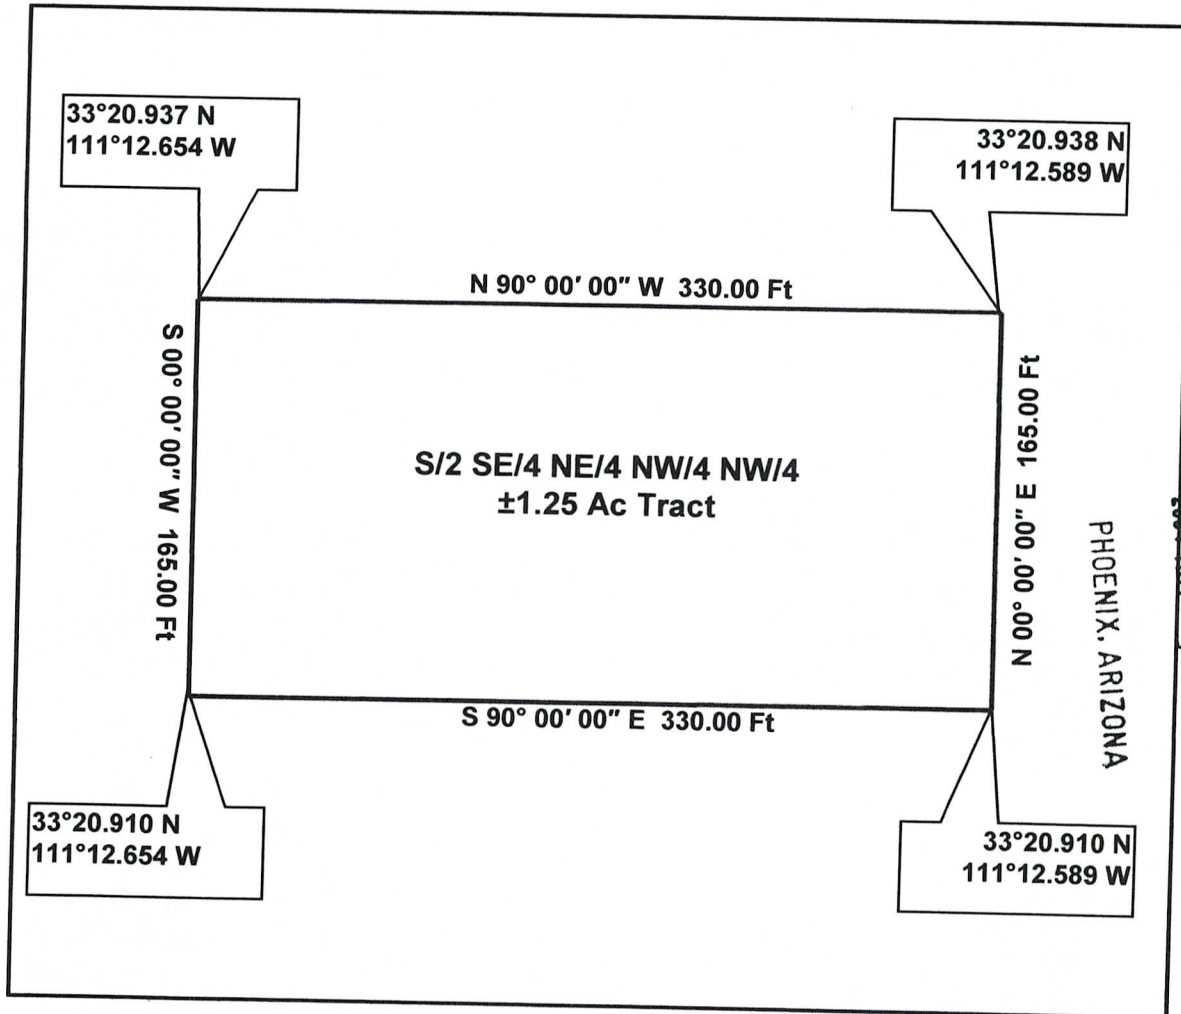 33°20.937 N
111°12.654 W
33°20.938 N
111°12.589 W
N 90° 00′ 00″ W 330.00 Ft
S 00° 00′ 00″ W 165.00 Ft
S/2 SE/4 NE/4 NW/4 NW/4
±1.25 Ac Tract
N 00° 00′ 00″ E 165.00 Ft
PHOENIX, ARIZONA
S 90° 00′ 00″ E 330.00 Ft
33°20.910 N
111°12.654 W
33°20.910 N
111°12.589 W